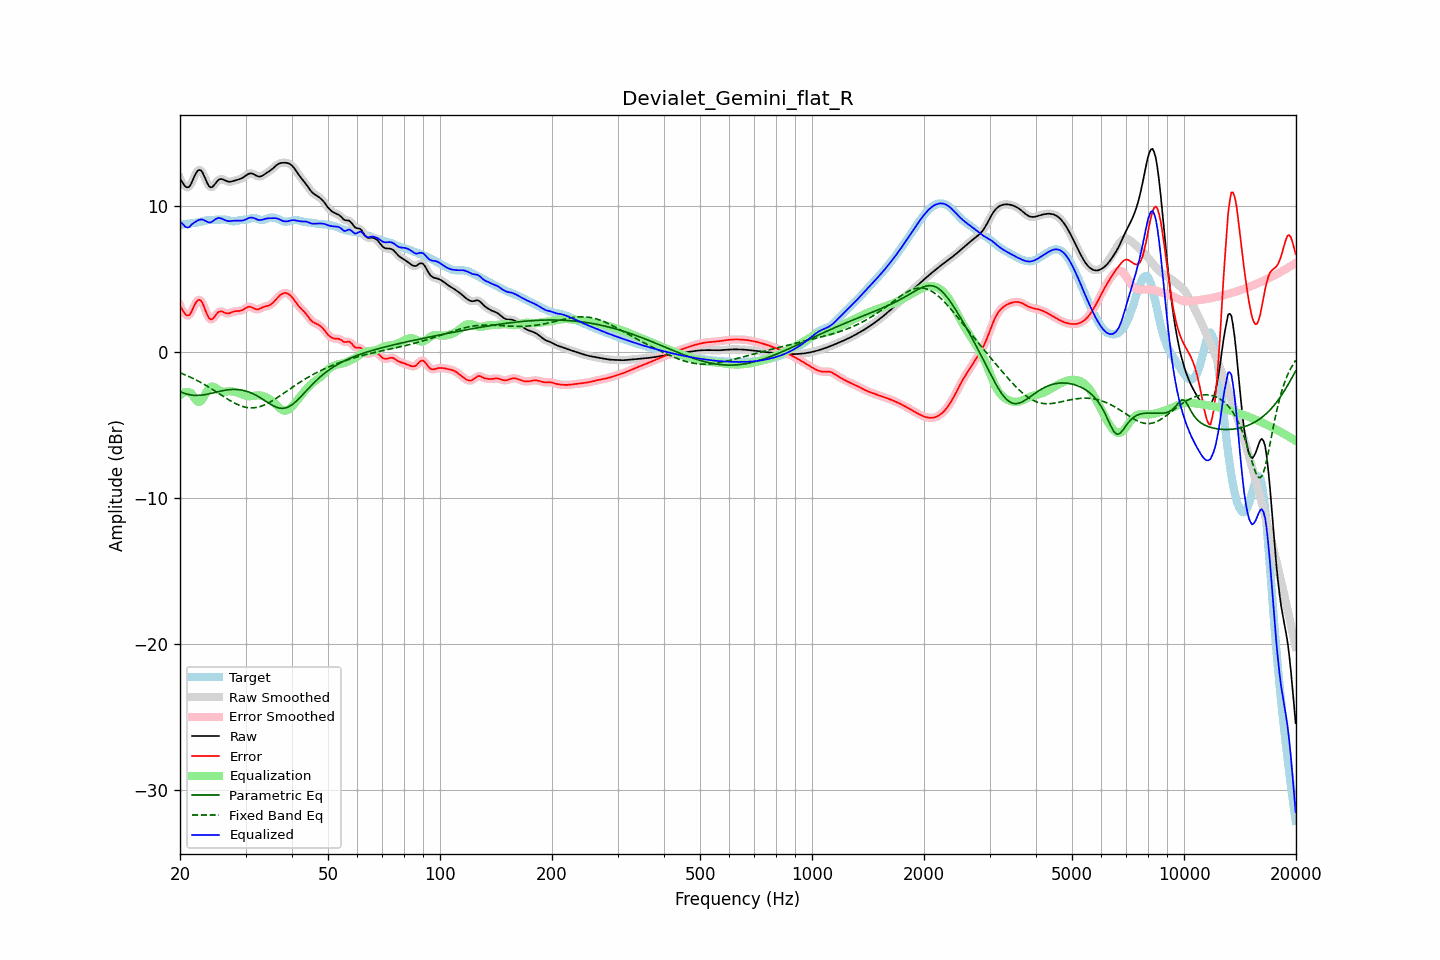 Devialet_Gemini_flat_R
Amplitude (dBr)
10
0
−10
−20
−30
Target
Raw Smoothed
Error Smoothed
Raw
Error
Equalization
Parametric Eq
Fixed Band Eq
Equalized
20 50 100 200 500 1000 2000 5000 10000 20000
Frequency (Hz)